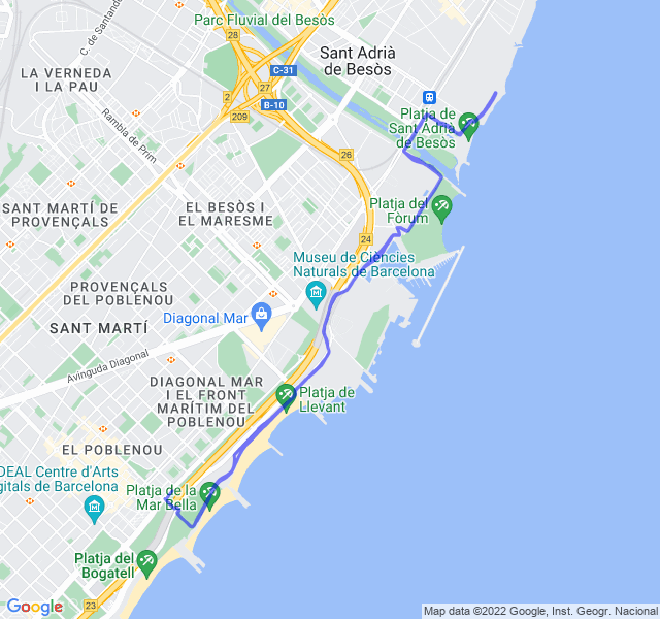 Parc Fluvial del Besòs
28
C. de Santand
Sant Adrià
de Besòs
LA VERNEDA
I LA PAU
C-31
27
2
B-10
209
Rambla de Prim
Platja de
Sant Adrià
de Besòs
26
EL BESÒS I
EL MARESME
Platja del
Fòrum
SANT MARTÍ DE
PROVENÇALS
24
Museu de Ciències
Naturals de Barcelona
PROVENÇALS
DEL POBLENOU
Diagonal Mar
SANT MARTÍ
Avinguda Diagonal
DIAGONAL MAR
I EL FRONT
MARÍTIM DEL
POBLENOU
Platja de
Llevant
EL POBLENOU
DEAL Centre d'Arts
igitals de Barcelona
Platja de la
Mar Bella
Platja del
Bogatell
23
Google
Map data ©2022 Google, Inst. Geogr. Nacional